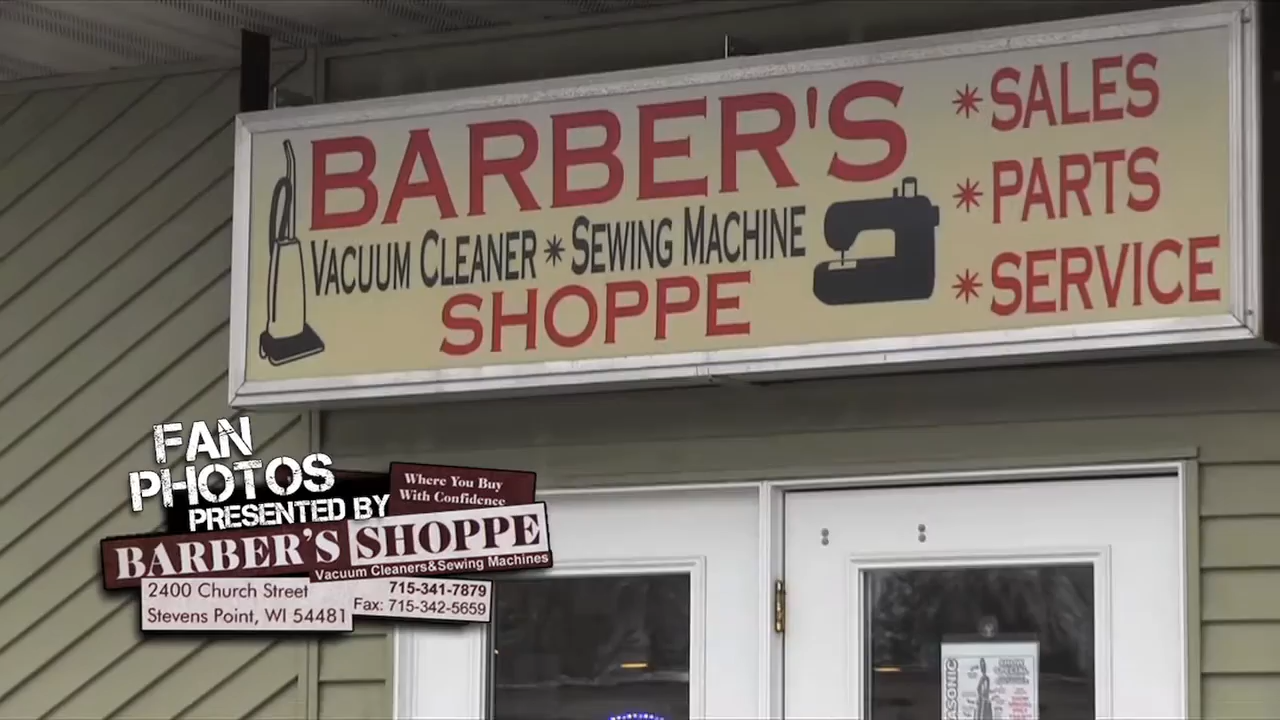 BARBER'S
VACUUM CLEANER * SEWING MACHINE
SHOPPE
* SALES
* PARTS
* SERVICE
FAN
PHOTOS
PRESENTED BY
Where You Buy
With Confidence
BARBER'S SHOPPE
Vacuum Cleaners&Sewing Machines
2400 Church Street
Stevens Point, WI 54481
715-341-7879
Fax: 715-342-5659